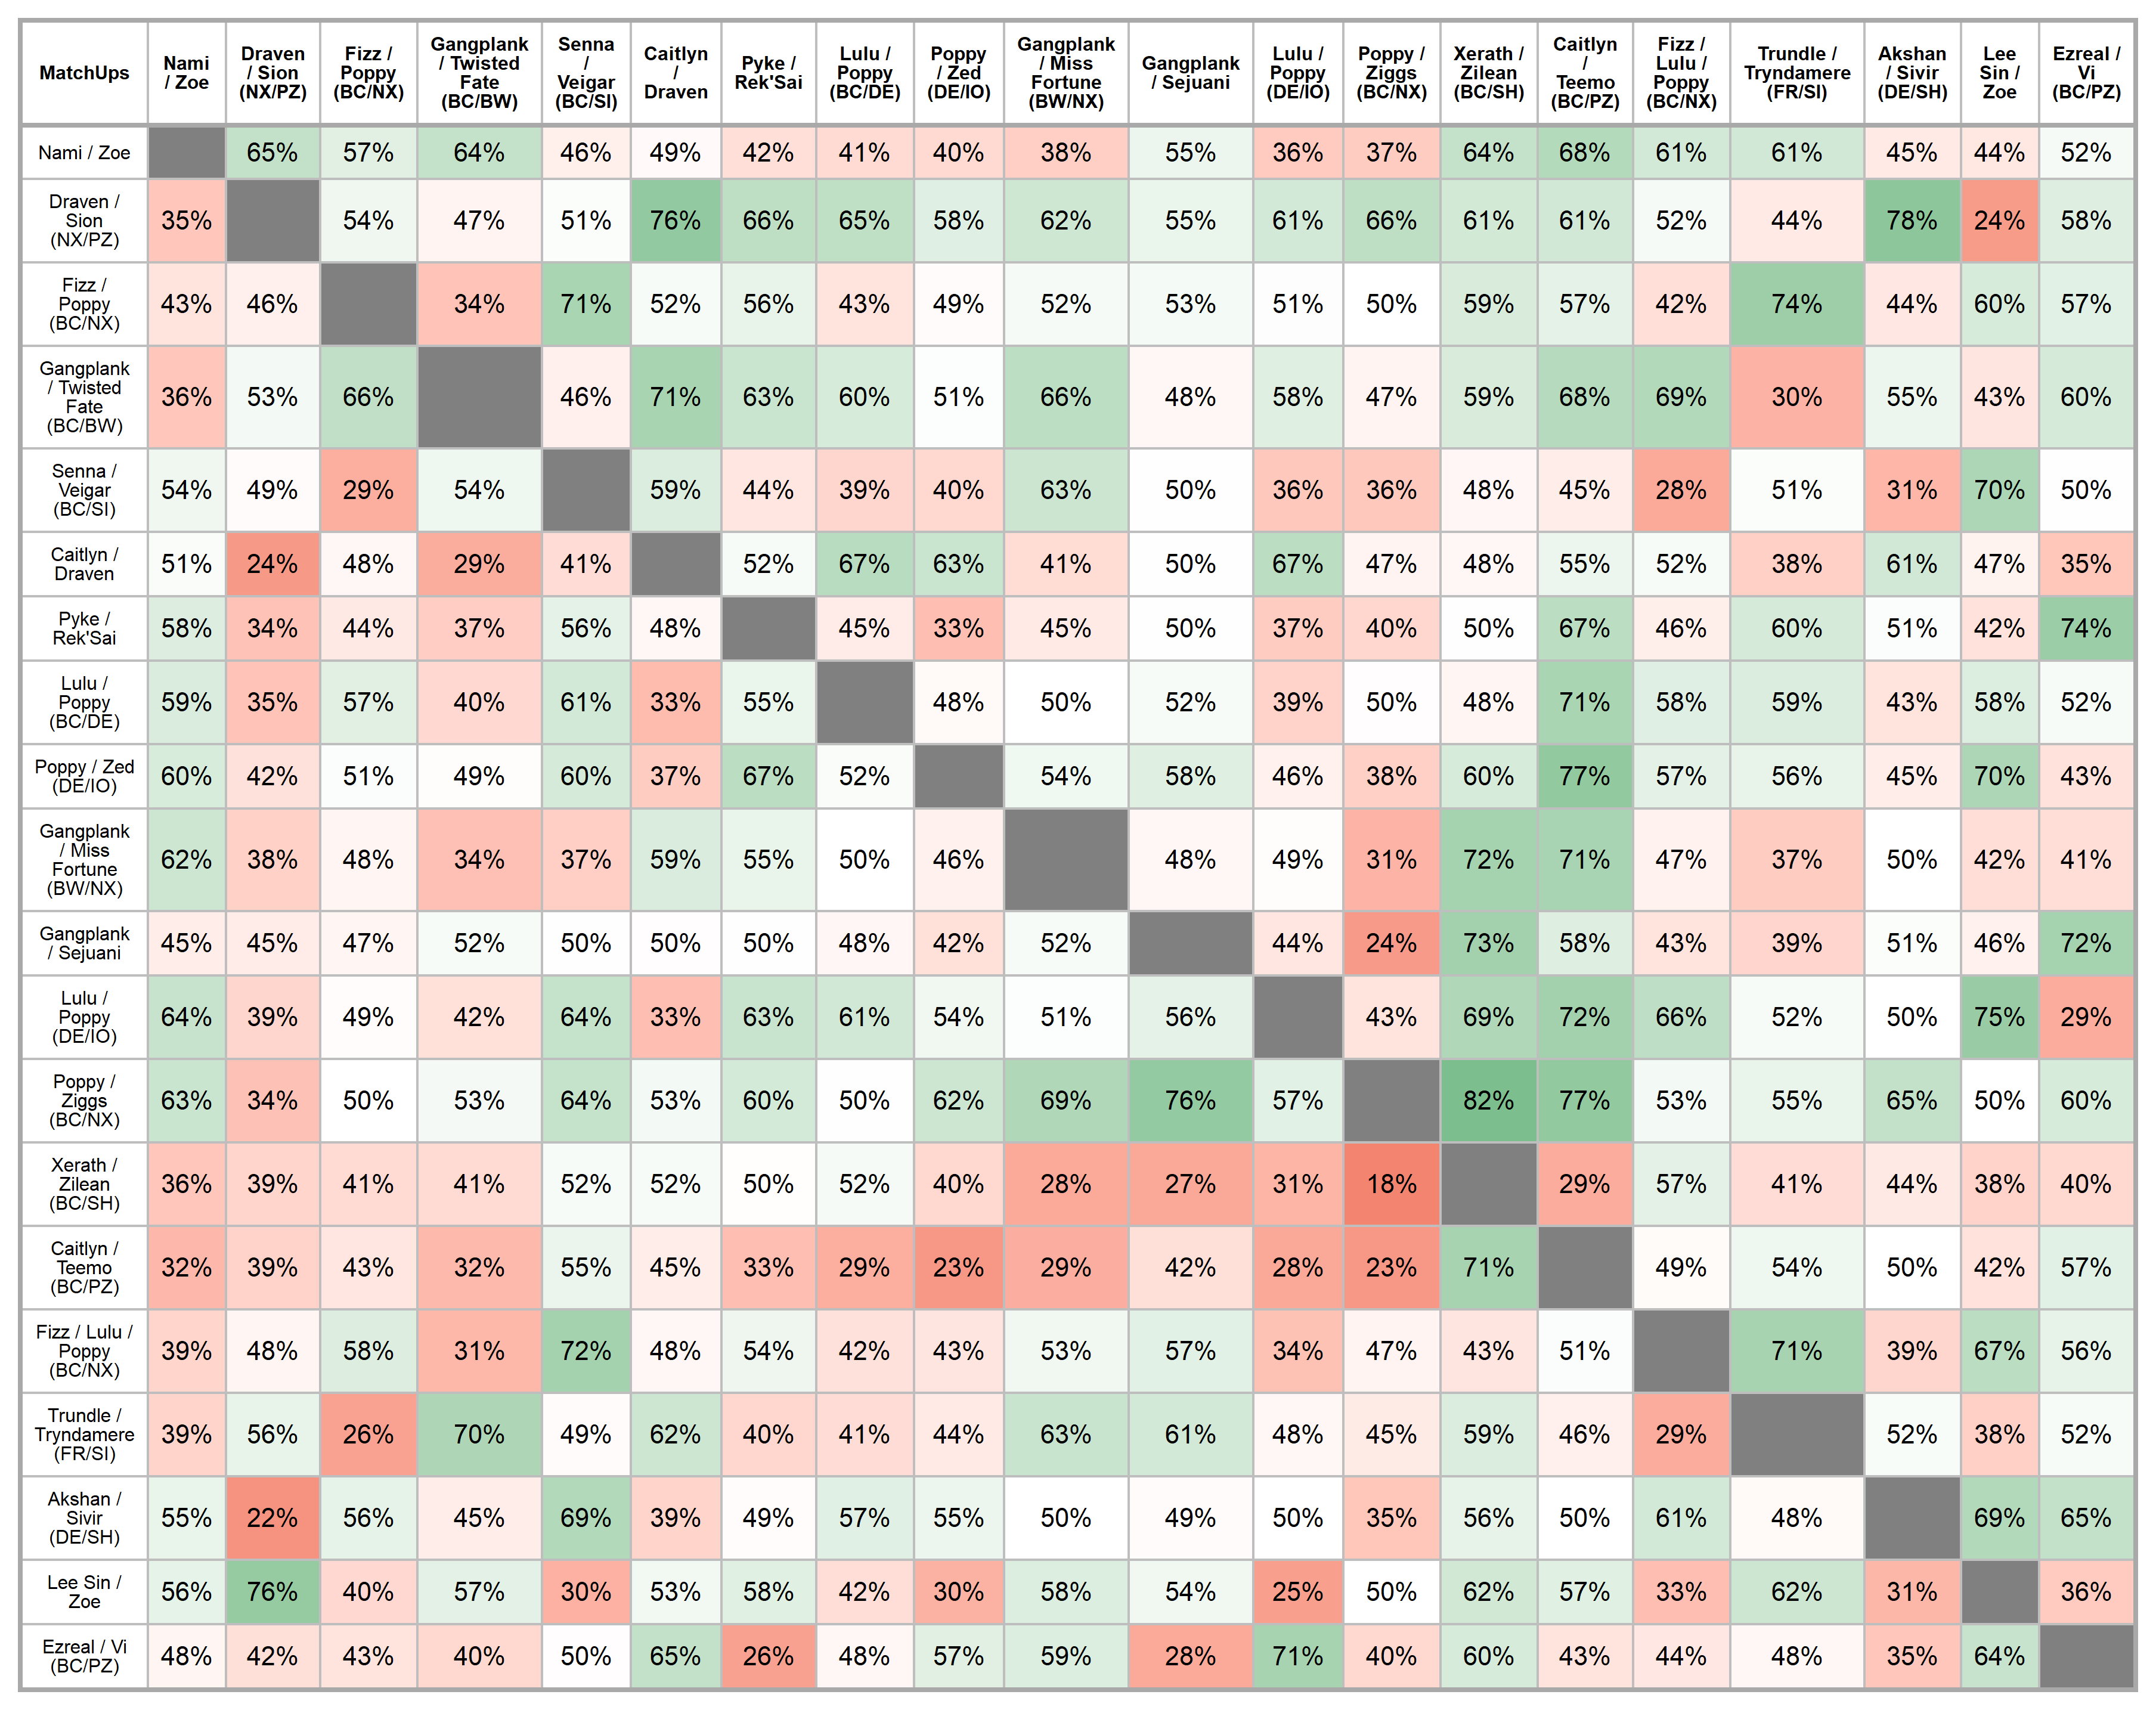 MatchUps Nami / Zoe Draven / Sion (NX/PZ) Fizz / Poppy (BC/NX) Gangplank / Twisted Fate (BC/BW) Senna / Veigar (BC/SI) Caitlyn / Draven Pyke / Rek'Sai Lulu / Poppy (BC/DE) Poppy / Zed (DE/IO) Gangplank / Miss Fortune (BW/NX) Gangplank / Sejuani Lulu / Poppy (DE/IO) Poppy / Ziggs (BC/NX) Xerath / Zilean (BC/SH) Caitlyn / Teemo (BC/PZ) Fizz / Lulu / Poppy (BC/NX) Trundle / Tryndamere (FR/SI) Akshan / Sivir (DE/SH) Lee Sin / Zoe Ezreal / Vi (BC/PZ)
Nami / Zoe 65% 57% 64% 46% 49% 42% 41% 40% 38% 55% 36% 37% 64% 68% 61% 61% 45% 44% 52%
Draven / Sion (NX/PZ) 35% 54% 47% 51% 76% 66% 65% 58% 62% 55% 61% 66% 61% 61% 52% 44% 78% 24% 58%
Fizz / Poppy (BC/NX) 43% 46% 34% 71% 52% 56% 43% 49% 52% 53% 51% 50% 59% 57% 42% 74% 44% 60% 57%
Gangplank / Twisted Fate (BC/BW) 36% 53% 66% 46% 71% 63% 60% 51% 66% 48% 58% 47% 59% 68% 69% 30% 55% 43% 60%
Senna / Veigar (BC/SI) 54% 49% 29% 54% 59% 44% 39% 40% 63% 50% 36% 36% 48% 45% 28% 51% 31% 70% 50%
Caitlyn / Draven 51% 24% 48% 29% 41% 52% 67% 63% 41% 50% 67% 47% 48% 55% 52% 38% 61% 47% 35%
Pyke / Rek'Sai 58% 34% 44% 37% 56% 48% 45% 33% 45% 50% 37% 40% 50% 67% 46% 60% 51% 42% 74%
Lulu / Poppy (BC/DE) 59% 35% 57% 40% 61% 33% 55% 48% 50% 52% 39% 50% 48% 71% 58% 59% 43% 58% 52%
Poppy / Zed (DE/IO) 60% 42% 51% 49% 60% 37% 67% 52% 54% 58% 46% 38% 60% 77% 57% 56% 45% 70% 43%
Gangplank / Miss Fortune (BW/NX) 62% 38% 48% 34% 37% 59% 55% 50% 46% 48% 49% 31% 72% 71% 47% 37% 50% 42% 41%
Gangplank / Sejuani 45% 45% 47% 52% 50% 50% 50% 48% 42% 52% 44% 24% 73% 58% 43% 39% 51% 46% 72%
Lulu / Poppy (DE/IO) 64% 39% 49% 42% 64% 33% 63% 61% 54% 51% 56% 43% 69% 72% 66% 52% 50% 75% 29%
Poppy / Ziggs (BC/NX) 63% 34% 50% 53% 64% 53% 60% 50% 62% 69% 76% 57% 82% 77% 53% 55% 65% 50% 60%
Xerath / Zilean (BC/SH) 36% 39% 41% 41% 52% 52% 50% 52% 40% 28% 27% 31% 18% 29% 57% 41% 44% 38% 40%
Caitlyn / Teemo (BC/PZ) 32% 39% 43% 32% 55% 45% 33% 29% 23% 29% 42% 28% 23% 71% 49% 54% 50% 42% 57%
Fizz / Lulu / Poppy (BC/NX) 39% 48% 58% 31% 72% 48% 54% 42% 43% 53% 57% 34% 47% 43% 51% 71% 39% 67% 56%
Trundle / Tryndamere (FR/SI) 39% 56% 26% 70% 49% 62% 40% 41% 44% 63% 61% 48% 45% 59% 46% 29% 52% 38% 52%
Akshan / Sivir (DE/SH) 55% 22% 56% 45% 69% 39% 49% 57% 55% 50% 49% 50% 35% 56% 50% 61% 48% 69% 65%
Lee Sin / Zoe 56% 76% 40% 57% 30% 53% 58% 42% 30% 58% 54% 25% 50% 62% 57% 33% 62% 31% 36%
Ezreal / Vi (BC/PZ) 48% 42% 43% 40% 50% 65% 26% 48% 57% 59% 28% 71% 40% 60% 43% 44% 48% 35% 64%